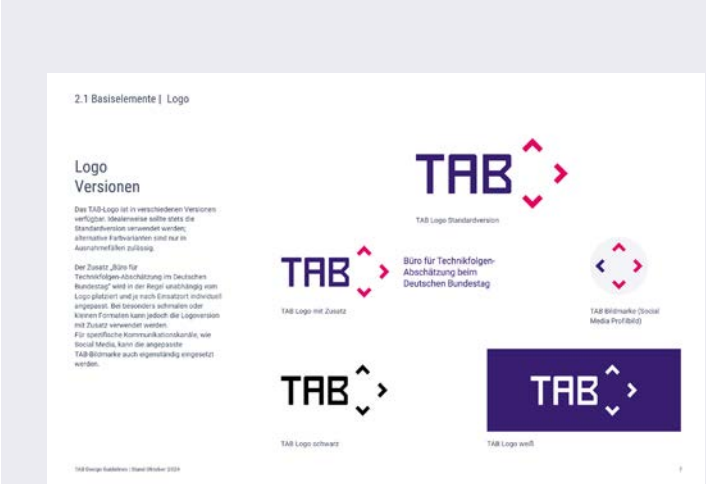 2.1 Basiselemente | Logo
Logo
Versionen
Das TAB-Logo ist in verschiedenen Versionen
verfügbar. Idealerweise sollte stets die
Standardversion verwendet werden;
alternative Farbvarianten sind nur in
Ausnahmefällen zulässig.
Der Zusatz „Büro für
Technikfolgen-Abschätzung im Deutschen
Bundestag" wird in der Regel unabhängig vom
Logo platziert und je nach Einsatzort individuell
angepasst. Bei besonders schmalen oder
kleinen Formaten kann jedoch die Logoversion
mit Zusatz verwendet werden.
Für spezifische Kommunikationskanäle, wie
Social Media, kann die angepasste
TAB-Bildmarke auch eigenständig eingesetzt
werden.
TAB
TAB Logo Standardversion
TAB
Büro für Technikfolgen-
Abschätzung beim
Deutschen Bundestag
TAB Logo mit Zusatz
TAB Bildmarke (Social
Media Profilbild)
TAB
TAB Logo schwarz
TAB
TAB Logo weiß
TAB Design Guidelines | Stand Oktober 2024